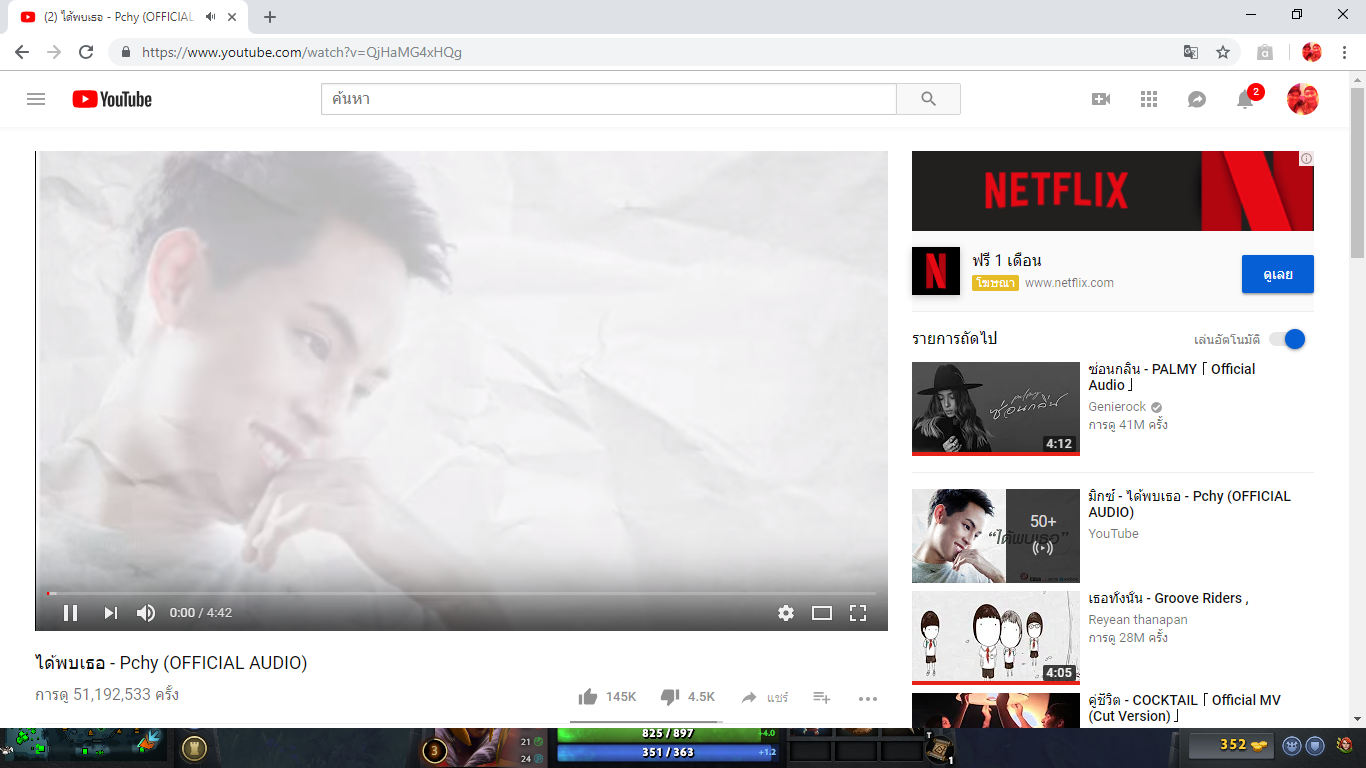 (2) ได้พบเธอ - Pchy (OFFICIAL
https://www.youtube.com/watch?v=QjHaMG4xHQg
YouTube
ค้นหา
2
NETFLIX
N
ฟรี 1 เดือน
โฆษณา www.netflix.com
ดูเลย
รายการถัดไป
เล่นอัตโนมัติ
ซ่อนกลิ่น
4:12
ซ่อนกลิ่น - PALMY「Official
Audio」
Genierock
การดู 41M ครั้ง
50+
“ได้พบเธอ”
มิกซ์ - ได้พบเธอ - Pchy (OFFICIAL
AUDIO)
YouTube
4:05
เธอทั้งนั้น - Groove Riders ,
Reyean thanapan
การดู 28M ครั้ง
คู่ชีวิต - COCKTAIL「Official MV
(Cut Version)」
0:00 / 4:42
ได้พบเธอ - Pchy (OFFICIAL AUDIO)
การดู 51,192,533 ครั้ง
145K
4.5K
แชร์
3
21
24
825 / 897
+4.0
351 / 363
+1.2
T
1
352